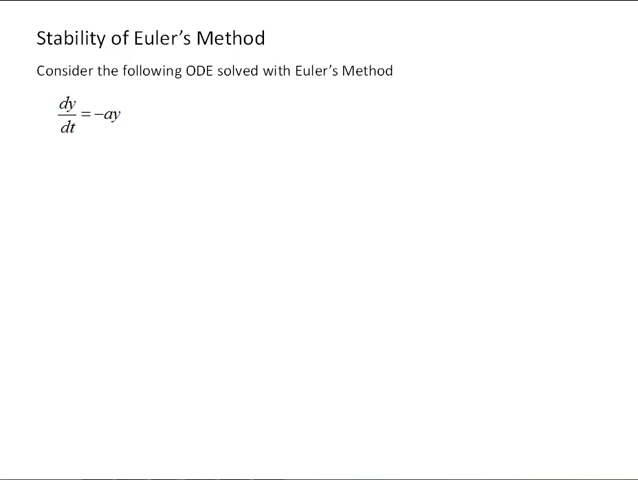 Stability of Euler’s Method
Consider the following ODE solved with Euler’s Method
dy/dt = −ay